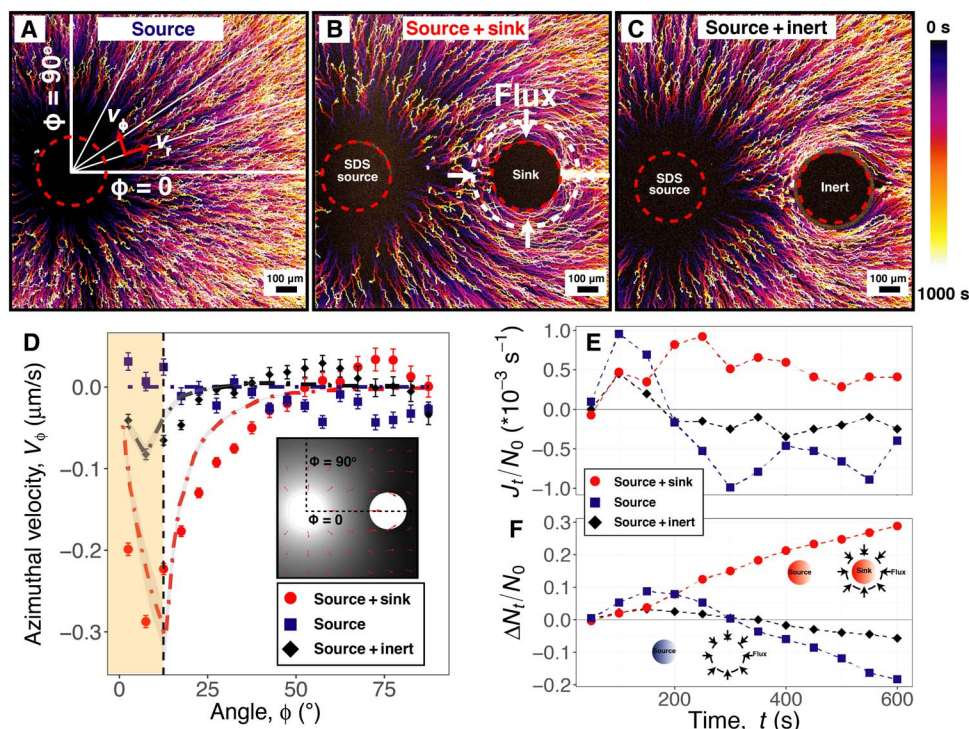 A
Source
ϕ = 90°
Vϕ
Vr
ϕ = 0
100 µm
B
Source + sink
Flux
SDS
source
Sink
100 µm
C
Source + inert
SDS
source
Inert
100 µm
0 s
1000 s
D
Azimuthal velocity, Vϕ (µm/s)
0.0
−0.1
−0.2
−0.3
Φ = 90°
Φ = 0
Source + sink
Source
Source + inert
0
25
50
75
Angle, ϕ (°)
E
Jt/N0 (*10−3 s−1)
1.0
0.5
0.0
−0.5
−1.0
Source + sink
Source
Source + inert
F
ΔNt/N0
0.3
0.2
0.1
0.0
−0.1
−0.2
Source
Sink
Flux
Source
Flux
200
400
600
Time, t (s)